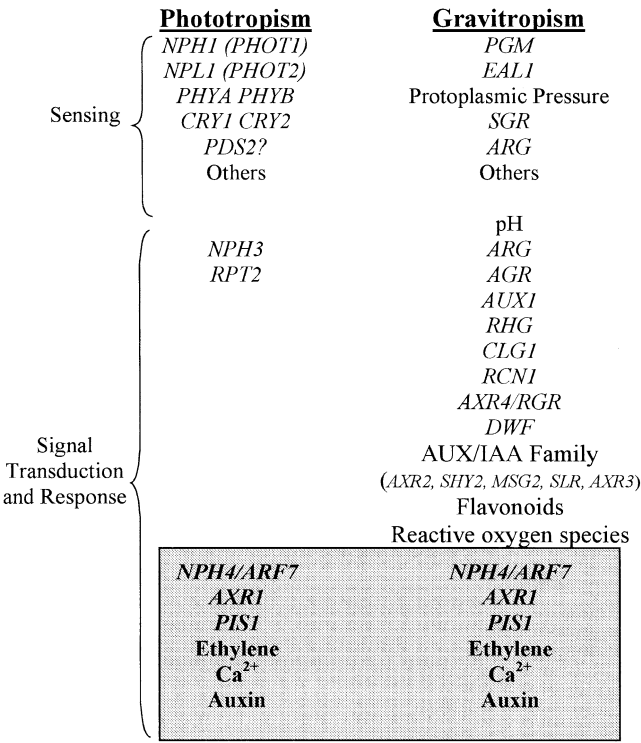 Phototropism Gravitropism
NPH1 (PHOT1) PGM
NPL1 (PHOT2) EAL1
PHYA PHYB Protoplasmic Pressure
Sensing CRY1 CRY2 SGR
PDS2? ARG
Others Others
pH
NPH3 ARG
RPT2 AGR
AUX1
RHG
CLG1
RCN1
AXR4/RGR
DWF
Signal AUX/IAA Family
Transduction (AXR2, SHY2, MSG2, SLR, AXR3)
and Response Flavonoids
Reactive oxygen species
NPH4/ARF7 NPH4/ARF7
AXR1 AXR1
PIS1 PIS1
Ethylene Ethylene
Ca²⁺ Ca²⁺
Auxin Auxin